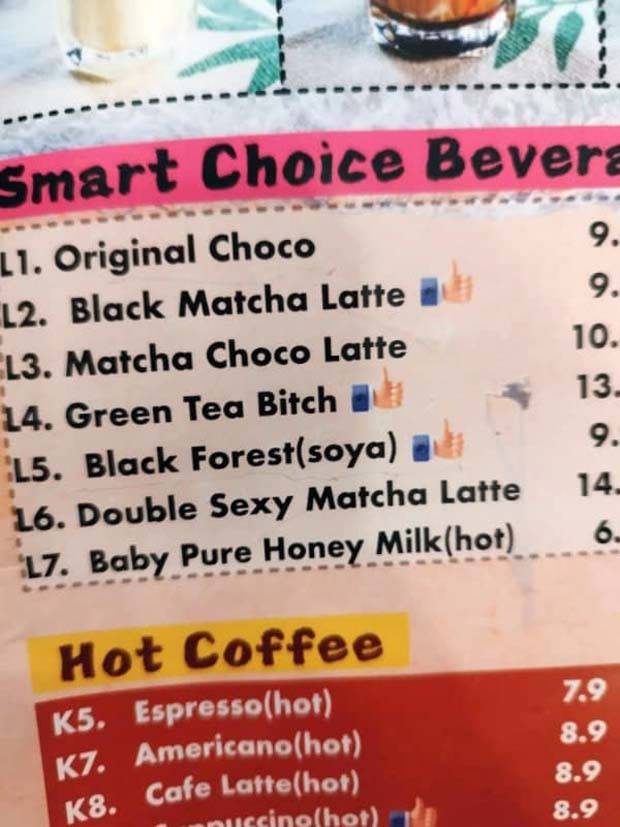 Smart Choice Bevera
L1. Original Choco 9.
L2. Black Matcha Latte 9.
L3. Matcha Choco Latte 10.
L4. Green Tea Bitch 13.
L5. Black Forest(soya) 9.
L6. Double Sexy Matcha Latte 14.
L7. Baby Pure Honey Milk(hot) 6.
Hot Coffee
K5. Espresso(hot) 7.9
K7. Americano(hot) 8.9
K8. Cafe Latte(hot) 8.9
ppuccino(hot) 8.9